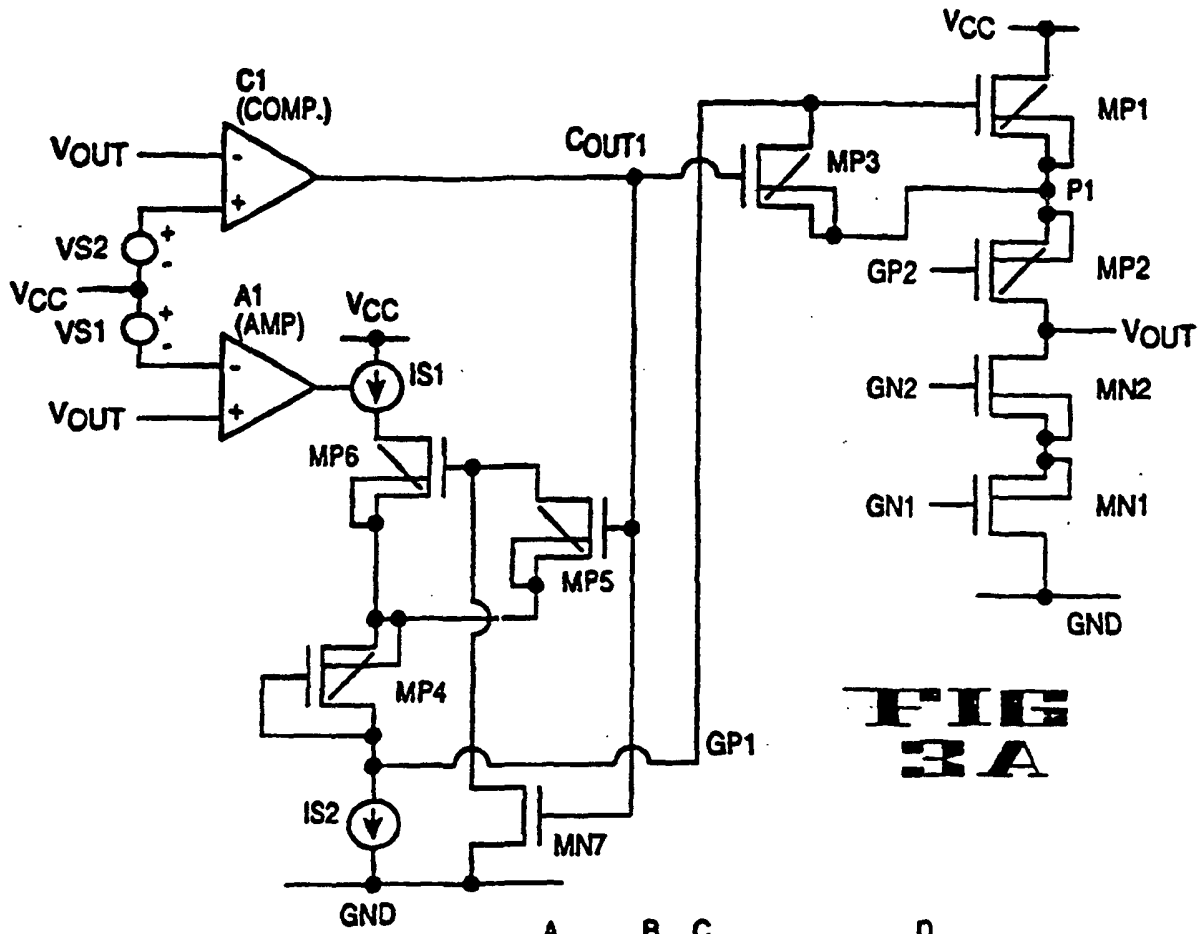 VCC
C1
(COMP.)
MP1
VOUT
-
COUT1
MP3
+
P1
VS2
+
-
GP2
MP2
VCC
A1
(AMP)
VCC
VS1
+
-
VOUT
-
IS1
GN2
MN2
VOUT
+
MP6
GN1
MN1
MP5
GND
MP4
FIG
3A
GP1
IS2
MN7
GND
A B C D